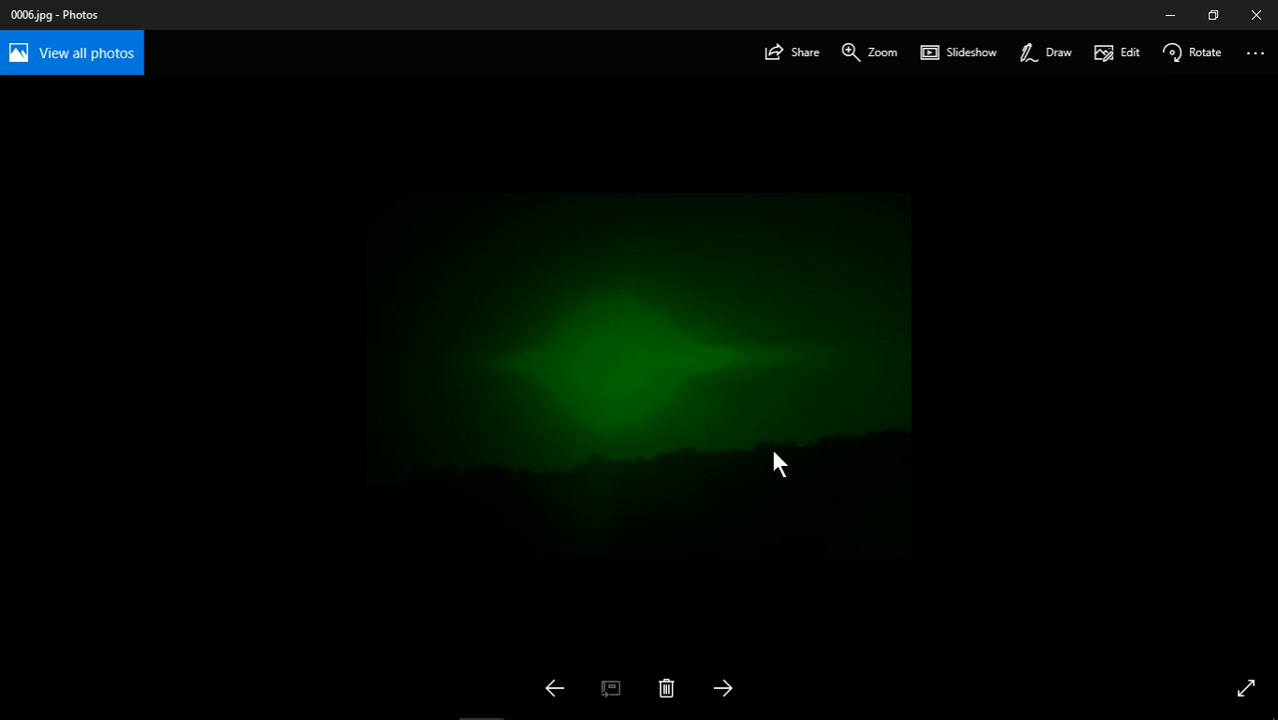 0006.jpg - Photos
View all photos
Share
Zoom
Slideshow
Draw
Edit
Rotate